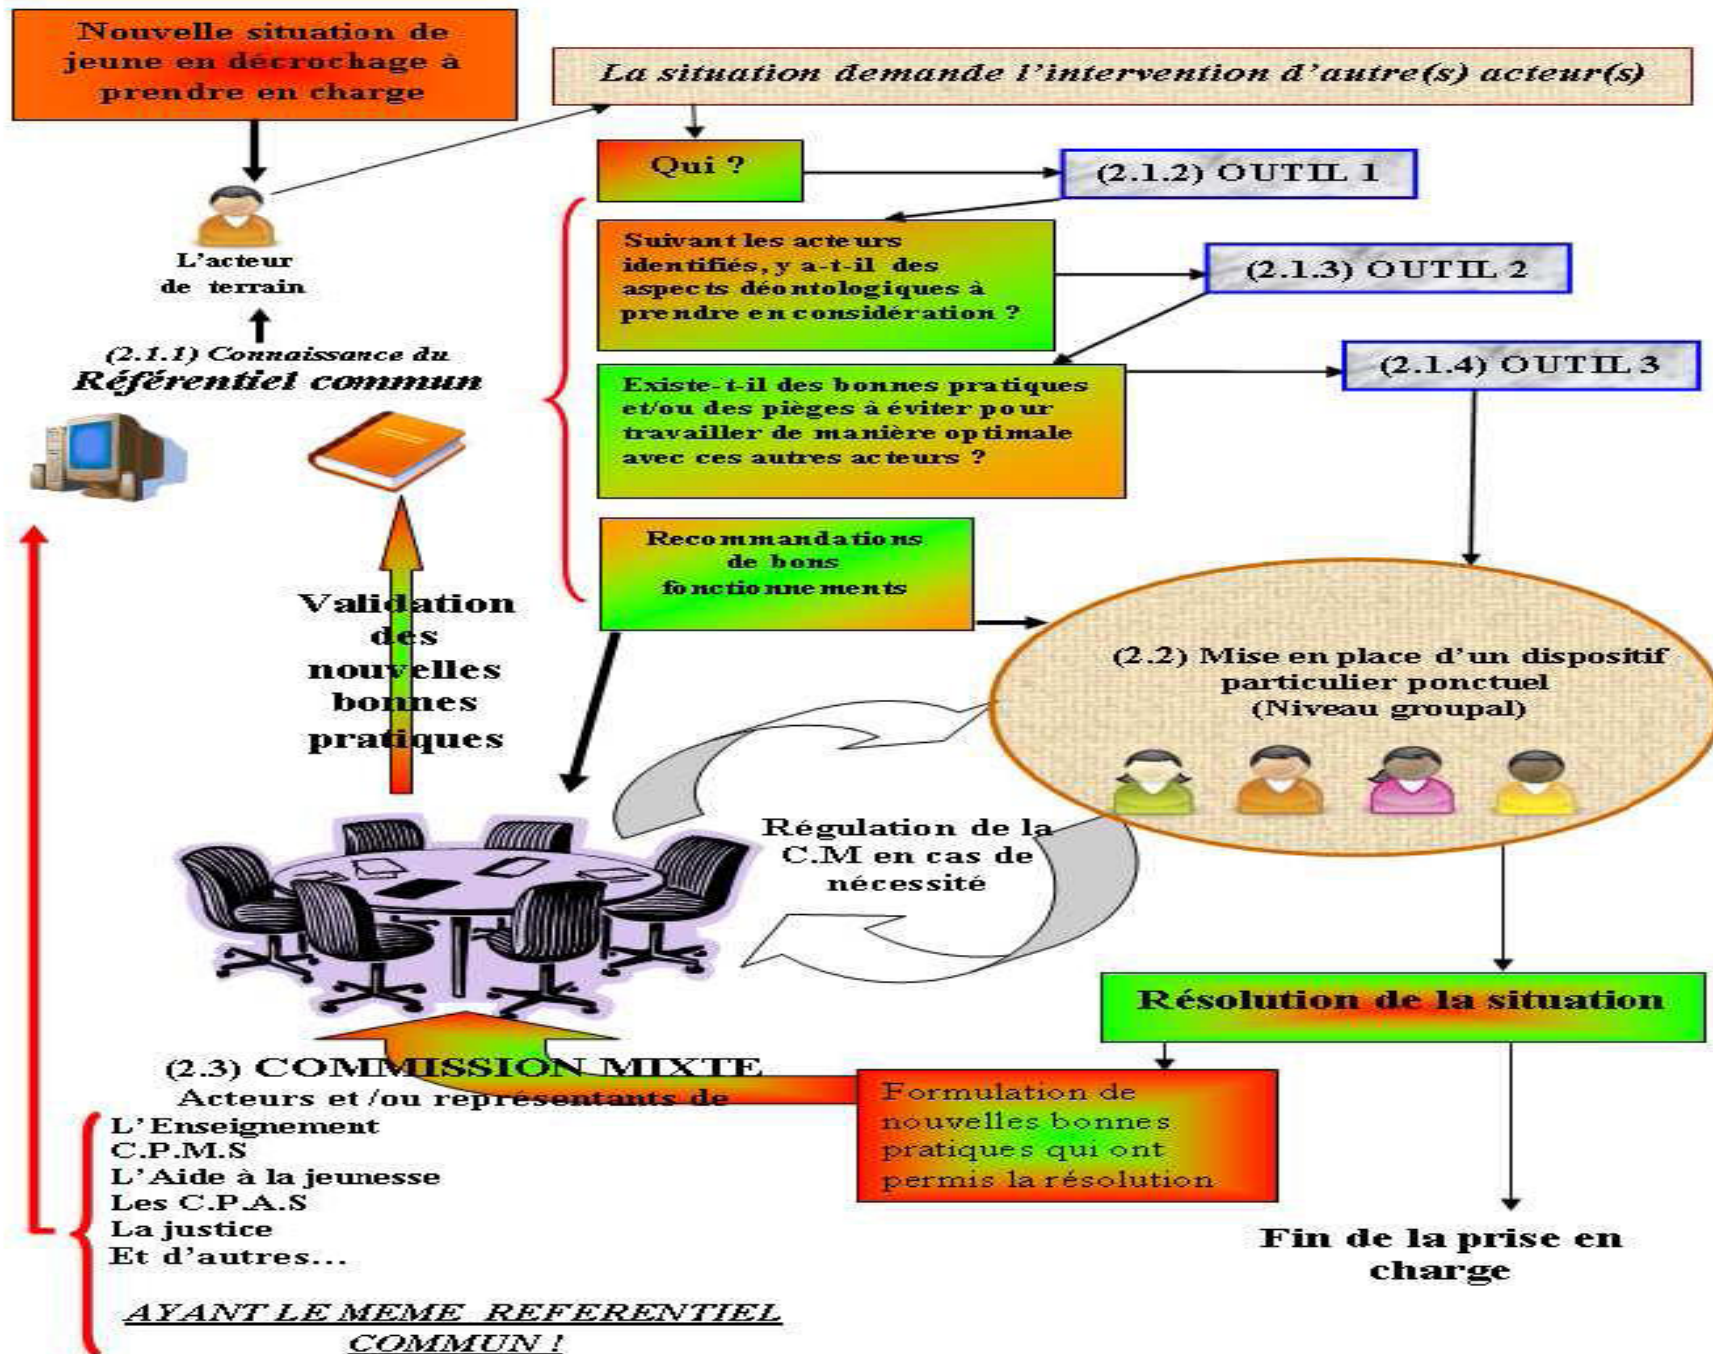 Nouvelle situation de
jeune en décrochage à
prendre en charge
La situation demande l'intervention d'autre(s) acteur(s)
Qui ?
(2.1.2) OUTIL 1
L'acteur
de terrain
Suivant les acteurs
identifiés, y a-t-il des
aspects déontologiques à
prendre en considération ?
(2.1.3) OUTIL 2
(2.1.1) Connaissance du
Référentiel commun
Existe-t-il des bonnes pratiques
et/ou des pièges à éviter pour
travailler de manière optimale
avec ces autres acteurs ?
(2.1.4) OUTIL 3
Recommandations
de bons
fonctionnements
Validation
des
nouvelles
bonnes
pratiques
(2.2) Mise en place d'un dispositif
particulier ponctuel
(Niveau groupal)
Régulation de la
C.M en cas de
nécessité
Résolution de la situation
(2.3) COMMISSION MIXTE
Acteurs et /ou représentants de
L'Enseignement
C.P.M.S
L'Aide à la jeunesse
Les C.P.A.S
La justice
Et d'autres...
AYANT LE MEME REFERENTIEL
COMMUN !
Formulation de
nouvelles bonnes
pratiques qui ont
permis la résolution
Fin de la prise en
charge